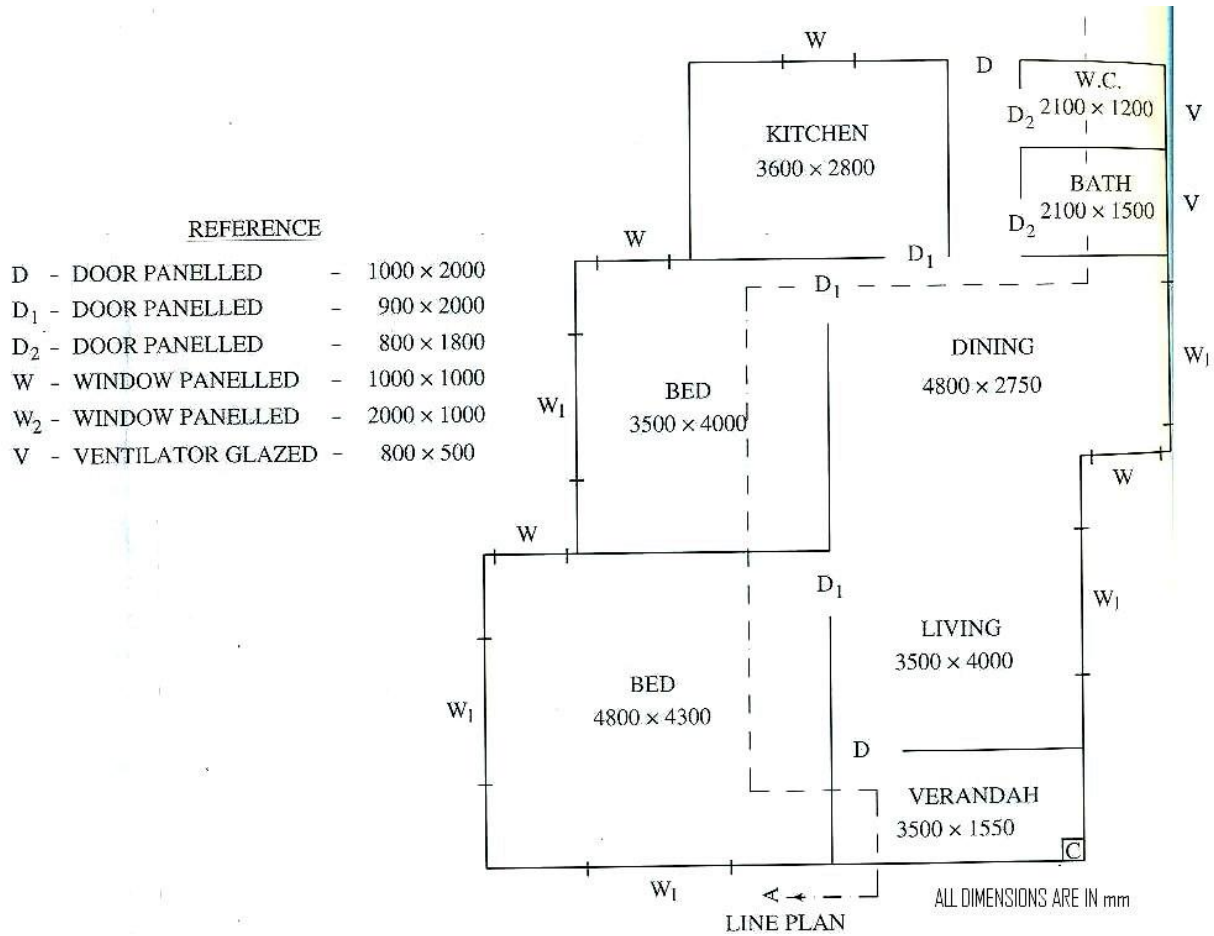 W
D
W.C.
2100 × 1200
D₂
V
KITCHEN
3600 × 2800
BATH
2100 × 1500
D₂
V
REFERENCE
D - DOOR PANELLED - 1000 × 2000
D₁ - DOOR PANELLED - 900 × 2000
D₂ - DOOR PANELLED - 800 × 1800
W - WINDOW PANELLED - 1000 × 1000
W₂ - WINDOW PANELLED - 2000 × 1000
V - VENTILATOR GLAZED - 800 × 500
W
D₁
D₁
DINING
4800 × 2750
W₁
BED
3500 × 4000
W₁
W
W
D₁
W₁
LIVING
3500 × 4000
BED
4800 × 4300
W₁
D
VERANDAH
3500 × 1550
C
W₁
A
ALL DIMENSIONS ARE IN mm
LINE PLAN